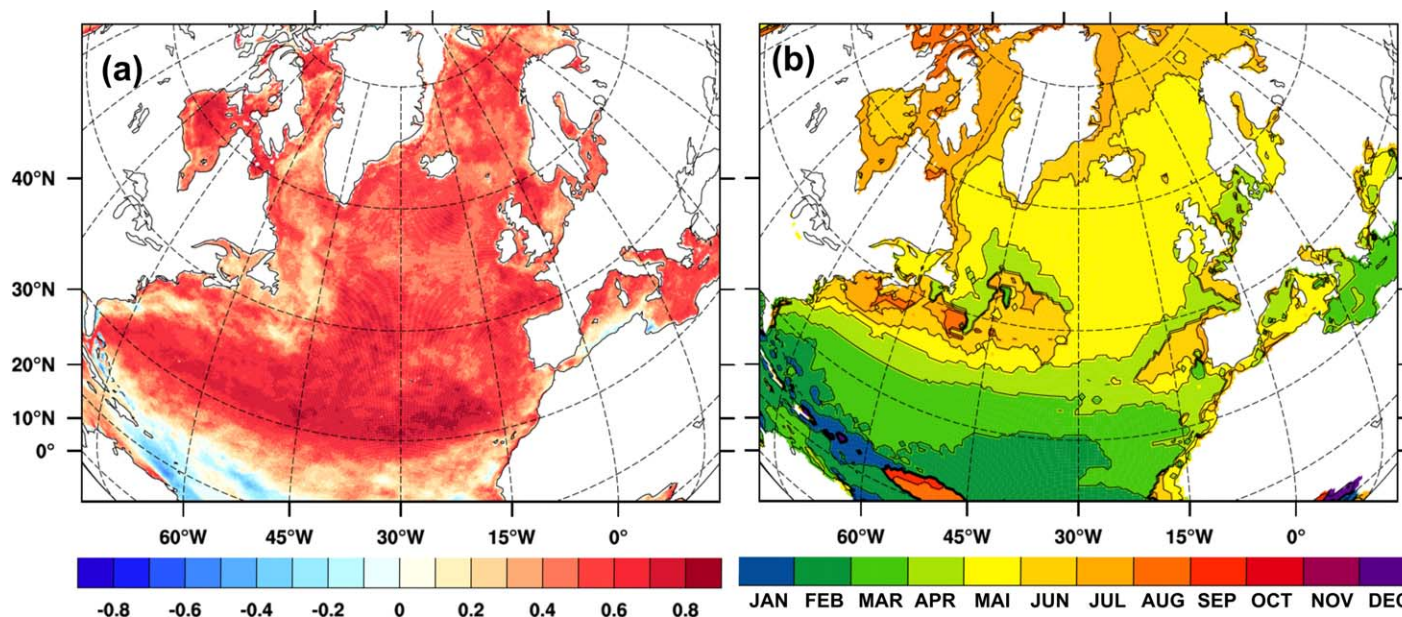 (a)
(b)
40°N
30°N
20°N
10°N
0°
60°W 45°W 30°W 15°W 0°
60°W 45°W 30°W 15°W 0°
-0.8 -0.6 -0.4 -0.2 0 0.2 0.4 0.6 0.8
JAN FEB MAR APR MAI JUN JUL AUG SEP OCT NOV DEC